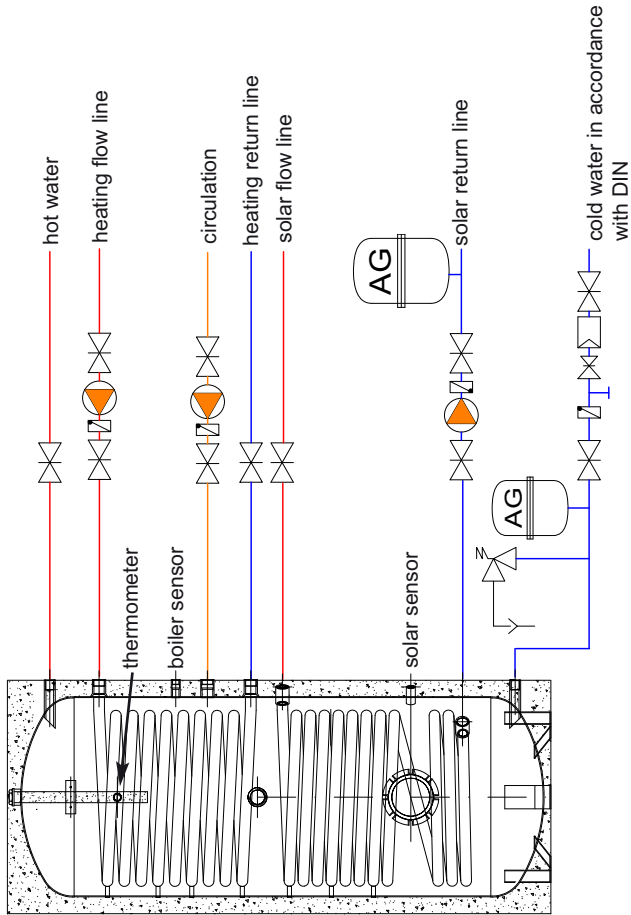 hot water
heating flow line
circulation
heating return line
solar flow line
solar return line
cold water in accordance
with DIN
AG
AG
thermometer
boiler sensor
solar sensor